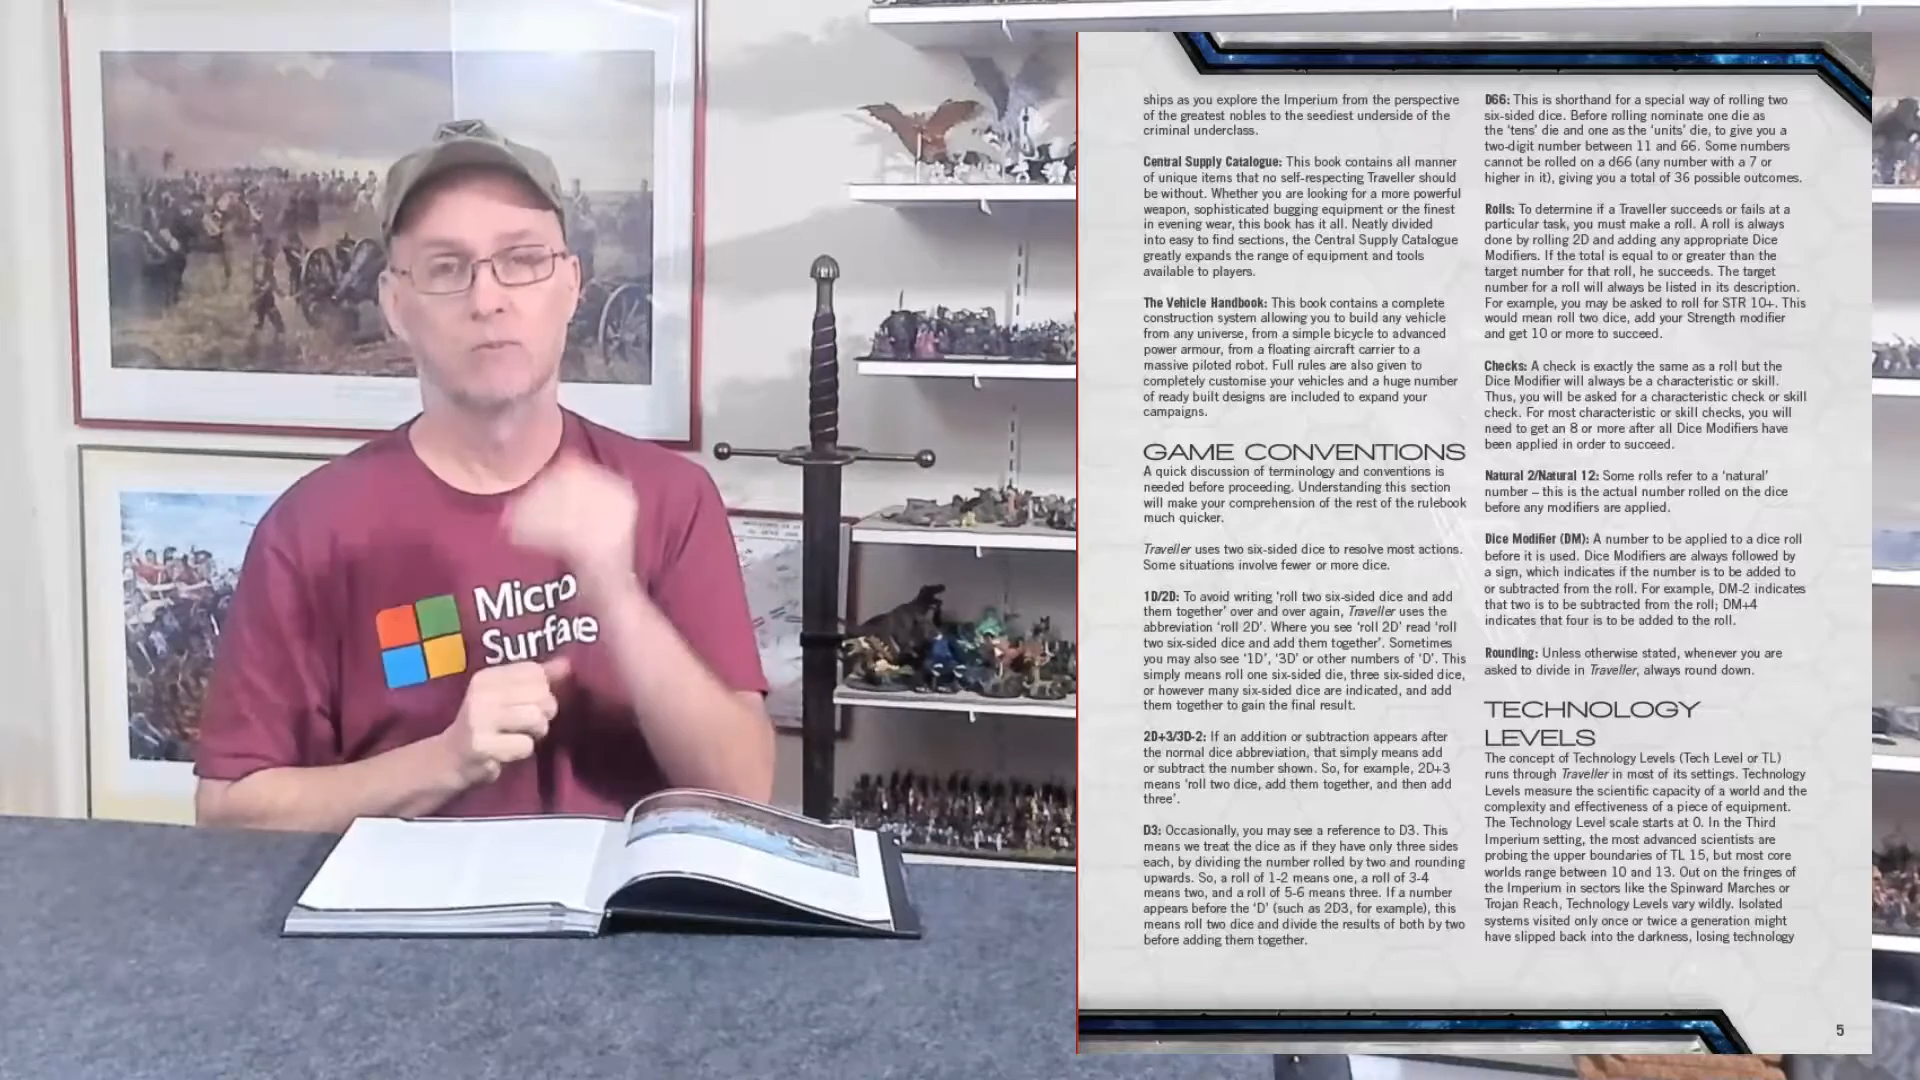 Micro
Surface
ships as you explore the Imperium from the perspective
of the greatest nobles to the seediest underside of the
criminal underclass.
Central Supply Catalogue: This book contains all manner
of unique items that no self-respecting Traveller should
be without. Whether you are looking for a more powerful
weapon, sophisticated bugging equipment or the finest
in evening wear, this book has it all. Neatly divided
into easy to find sections, the Central Supply Catalogue
greatly expands the range of equipment and tools
available to players.
The Vehicle Handbook: This book contains a complete
construction system allowing you to build any vehicle
from any universe, from a simple bicycle to advanced
power armour, from a floating aircraft carrier to a
massive piloted robot. Full rules are also given to
completely customise your vehicles and a huge number
of ready built designs are included to expand your
campaigns.
GAME CONVENTIONS
A quick discussion of terminology and conventions is
needed before proceeding. Understanding this section
will make your comprehension of the rest of the rulebook
much quicker.
Traveller uses two six-sided dice to resolve most actions.
Some situations involve fewer or more dice.
1D/2D: To avoid writing ‘roll two six-sided dice and add
them together’ over and over again, Traveller uses the
abbreviation ‘roll 2D’. Where you see ‘roll 2D’ read ‘roll
two six-sided dice and add them together’. Sometimes
you may also see ‘1D’, ‘3D’ or other numbers of ‘D’. This
simply means roll one six-sided die, three six-sided dice,
or however many six-sided dice are indicated, and add
them together to gain the final result.
2D+3/3D-2: If an addition or subtraction appears after
the normal dice abbreviation, that simply means add
or subtract the number shown. So, for example, 2D+3
means ‘roll two dice, add them together, and then add
three’.
D3: Occasionally, you may see a reference to D3. This
means we treat the dice as if they have only three sides
each, by dividing the number rolled by two and rounding
upwards. So, a roll of 1-2 means one, a roll of 3-4
means two, and a roll of 5-6 means three. If a number
appears before the ‘D’ (such as 2D3, for example), this
means roll two dice and divide the results of both by two
before adding them together.
D66: This is shorthand for a special way of rolling two
six-sided dice. Before rolling nominate one die as
the ‘tens’ die and one as the ‘units’ die, to give you a
two-digit number between 11 and 66. Some numbers
cannot be rolled on a d66 (any number with a 7 or
higher in it), giving you a total of 36 possible outcomes.
Rolls: To determine if a Traveller succeeds or fails at a
particular task, you must make a roll. A roll is always
done by rolling 2D and adding any appropriate Dice
Modifiers. If the total is equal to or greater than the
target number for that roll, he succeeds. The target
number for a roll will always be listed in its description.
For example, you may be asked to roll for STR 10+. This
would mean roll two dice, add your Strength modifier
and get 10 or more to succeed.
Checks: A check is exactly the same as a roll but the
Dice Modifier will always be a characteristic or skill.
Thus, you will be asked for a characteristic check or skill
check. For most characteristic or skill checks, you will
need to get an 8 or more after all Dice Modifiers have
been applied in order to succeed.
Natural 2/Natural 12: Some rolls refer to a ‘natural’
number – this is the actual number rolled on the dice
before any modifiers are applied.
Dice Modifier (DM): A number to be applied to a dice roll
before it is used. Dice Modifiers are always followed by
a sign, which indicates if the number is to be added to
or subtracted from the roll. For example, DM-2 indicates
that two is to be subtracted from the roll; DM+4
indicates that four is to be added to the roll.
Rounding: Unless otherwise stated, whenever you are
asked to divide in Traveller, always round down.
TECHNOLOGY
LEVELS
The concept of Technology Levels (Tech Level or TL)
runs through Traveller in most of its settings. Technology
Levels measure the scientific capacity of a world and the
complexity and effectiveness of a piece of equipment.
The Technology Level scale starts at 0. In the Third
Imperium setting, the most advanced scientists are
probing the upper boundaries of TL 15, but most core
worlds range between 10 and 13. Out on the fringes of
the Imperium in sectors like the Spinward Marches or
Trojan Reach, Technology Levels vary wildly. Isolated
systems visited only once or twice a generation might
have slipped back into the darkness, losing technology
5